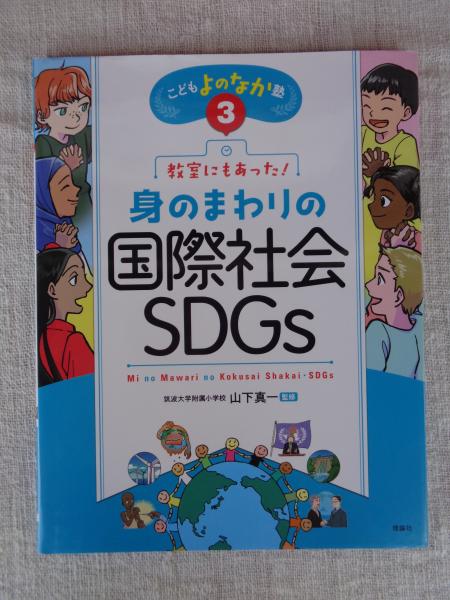 こどもよのなか塾
3
教室にもあった!
身のまわりの
国際社会
SDGs
Mi no Mawari no Kokusai Shakai・SDGs
筑波大学附属小学校 山下真一 監修
理論社